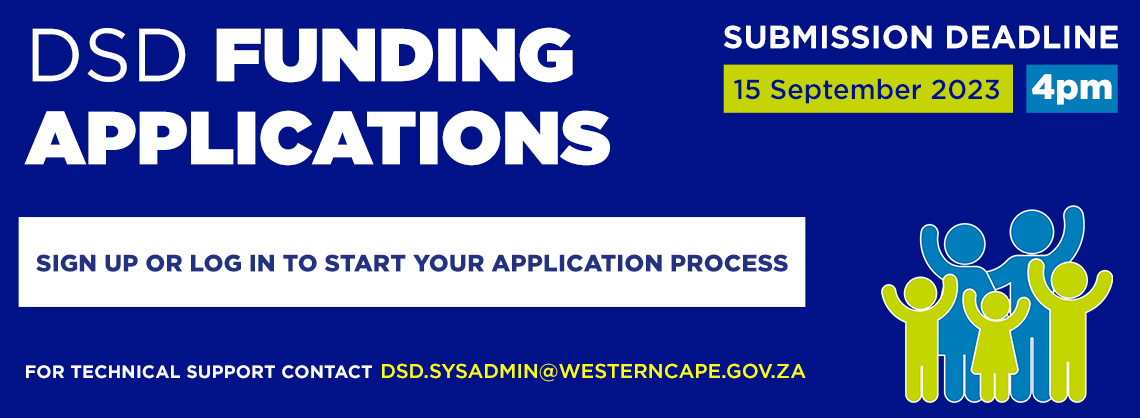 DSD FUNDING
APPLICATIONS
SUBMISSION DEADLINE
15 September 2023 4pm
SIGN UP OR LOG IN TO START YOUR APPLICATION PROCESS
FOR TECHNICAL SUPPORT CONTACT DSD.SYSADMIN@WESTERNCAPE.GOV.ZA